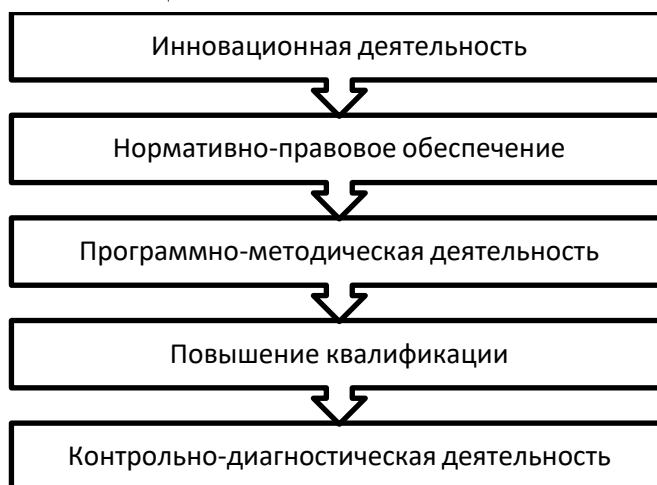 Инновационная деятельность
Нормативно-правовое обеспечение
Программно-методическая деятельность
Повышение квалификации
Контрольно-диагностическая деятельность